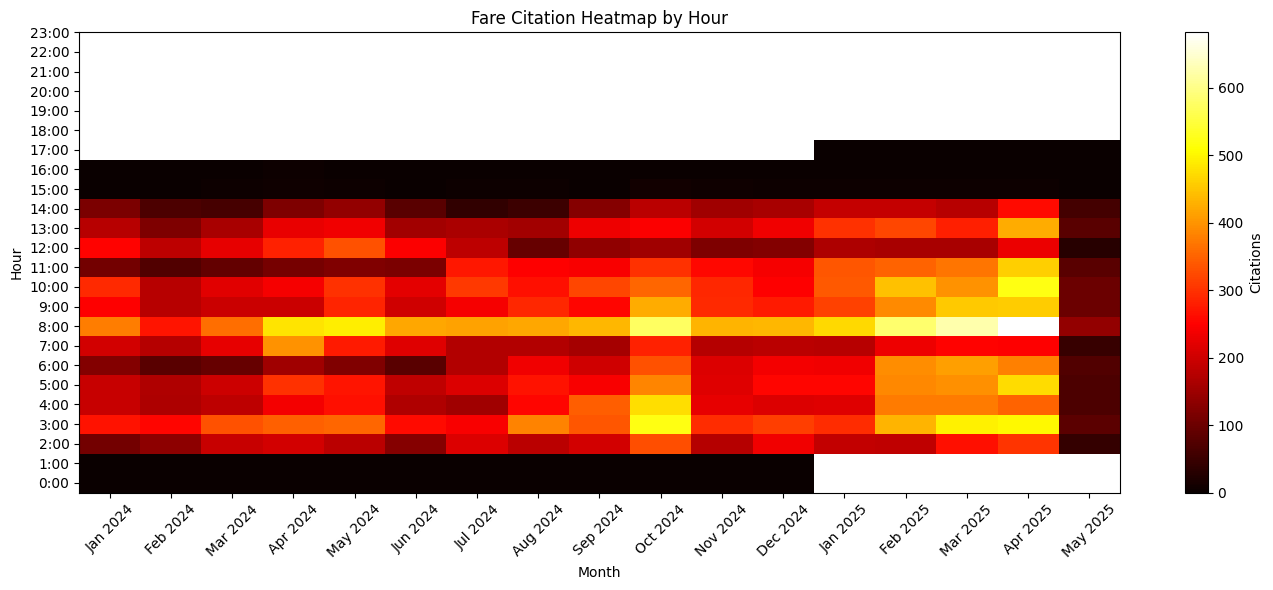 Fare Citation Heatmap by Hour
23:00
22:00
21:00
20:00
19:00
18:00
17:00
16:00
15:00
14:00
13:00
12:00
11:00
10:00
9:00
8:00
7:00
6:00
5:00
4:00
3:00
2:00
1:00
0:00
Hour
Jan 2024
Feb 2024
Mar 2024
Apr 2024
May 2024
Jun 2024
Jul 2024
Aug 2024
Sep 2024
Oct 2024
Nov 2024
Dec 2024
Jan 2025
Feb 2025
Mar 2025
Apr 2025
May 2025
Month
600
500
400
300
200
100
0
Citations